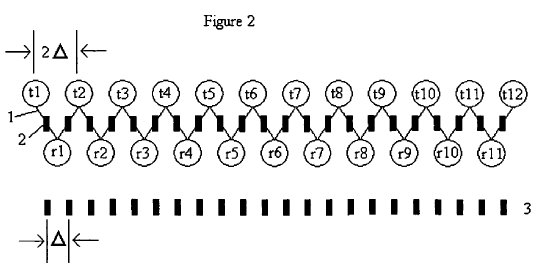 Figure 2
2 Δ
t1 t2 t3 t4 t5 t6 t7 t8 t9 t10 t11 t12
1
2
r1 r2 r3 r4 r5 r6 r7 r8 r9 r10 r11
3
Δ